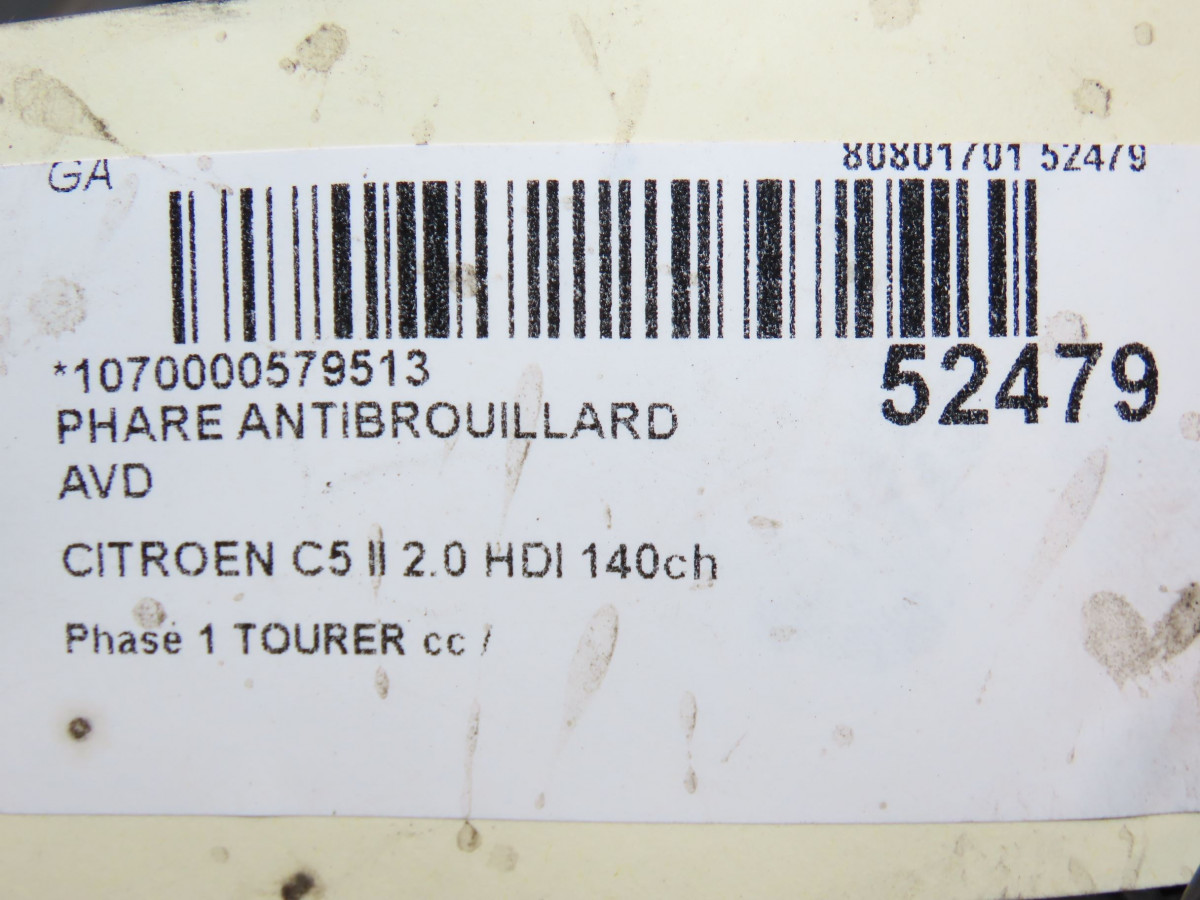 GA
80801701 52479
*1070000579513
52479
PHARE ANTIBROUILLARD
AVD
CITROEN C5 II 2.0 HDI 140ch
Phase 1 TOURER cc /